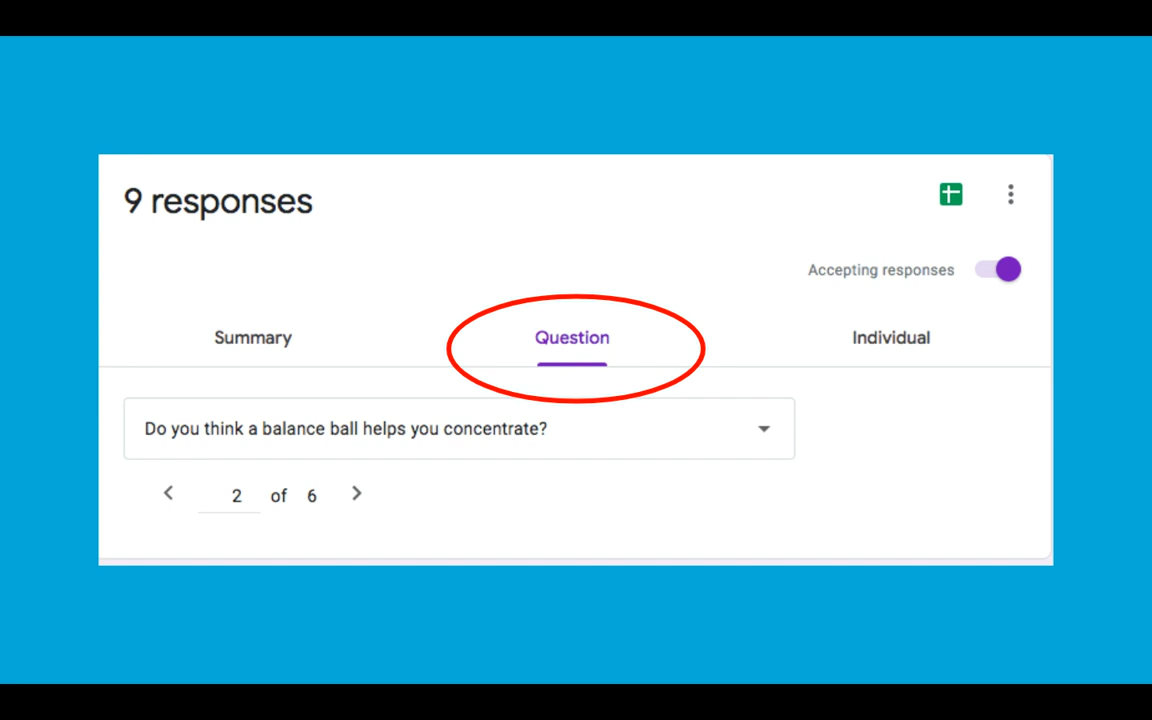 9 responses
Accepting responses
Summary Question Individual
Do you think a balance ball helps you concentrate?
2 of 6